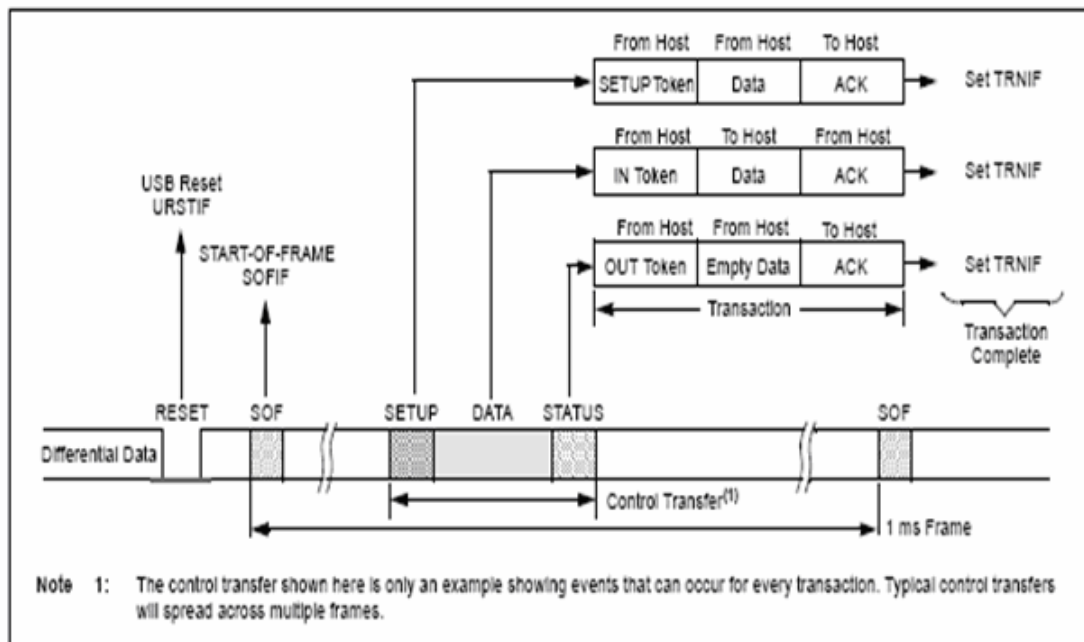 From Host From Host To Host
SETUP Token Data ACK Set TRNIF
From Host To Host From Host
IN Token Data ACK Set TRNIF
USB Reset
URSTIF
From Host From Host To Host
START-OF-FRAME
SOFIF
OUT Token Empty Data ACK Set TRNIF
Transaction
Transaction
Complete
RESET SOF SETUP DATA STATUS SOF
Differential Data
Control Transfer(1)
1 ms Frame
Note 1: The control transfer shown here is only an example showing events that can occur for every transaction. Typical control transfers
will spread across multiple frames.